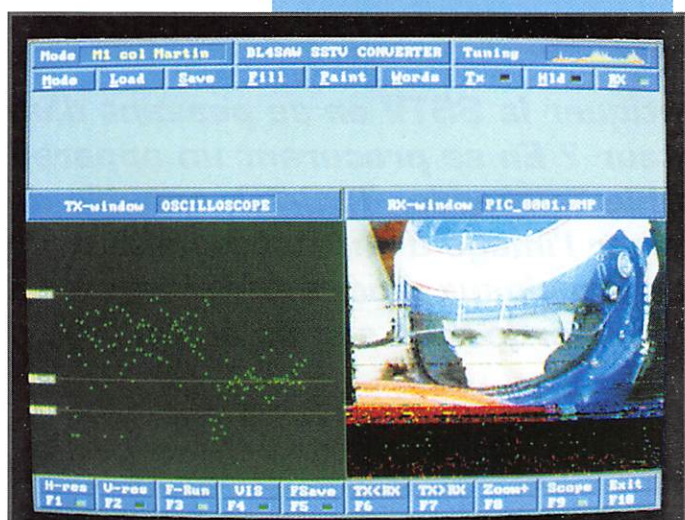 Mode M1 col Martin DL4SAW SSTV CONVERTER Tuning
Mode Load Save Fill Paint Words Tx Hld RX
TX-window OSCILLOSCOPE RX-window PIC_0001.BMP
H-res V-res F-Run VIS PSave TX<RX TX>RX Zoom+ Scope Exit
F1 F2 F3 F4 F5 F6 F7 F8 F9 F10